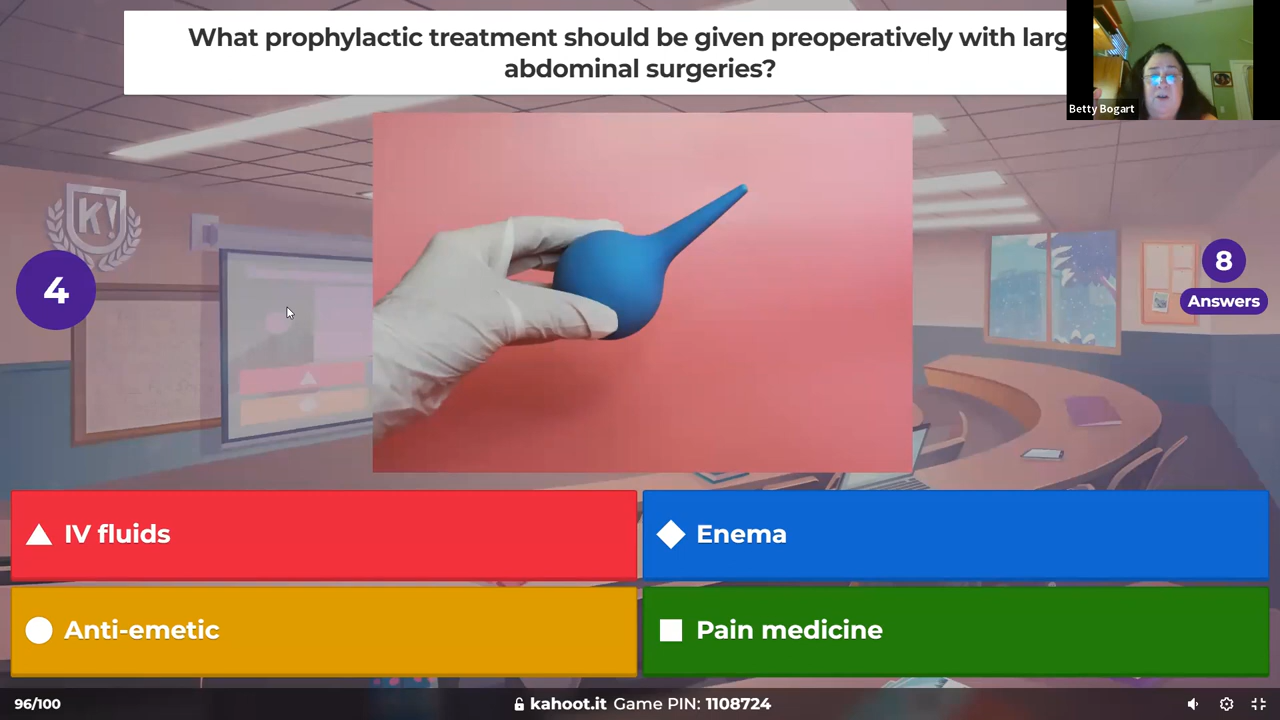 What prophylactic treatment should be given preoperatively with
abdominal surgeries?
Betty Bogart
K!
4
8
Answers
IV fluids
Enema
Anti-emetic
Pain medicine
96/100
kahoot.it Game PIN: 1108724